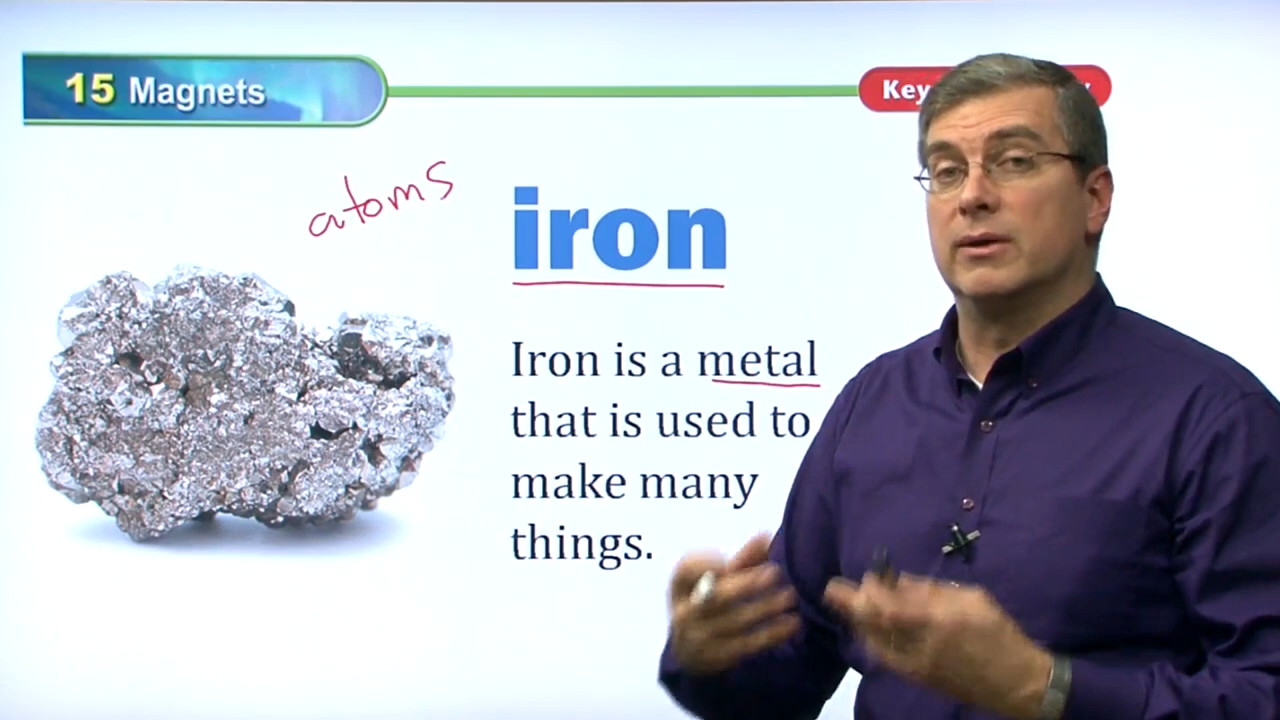 15 Magnets
Key
atoms
iron
Iron is a metal
that is used to
make many
things.